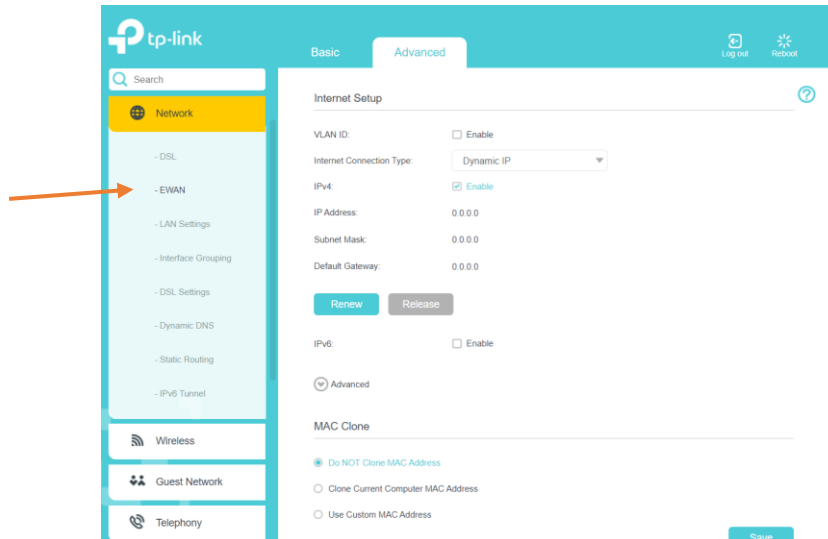 tp-link
Basic
Advanced
Log out
Reboot
Search
Network
- DSL
- EWAN
- LAN Settings
- Interface Grouping
- DSL Settings
- Dynamic DNS
- Static Routing
- IPv6 Tunnel
Wireless
Guest Network
Telephony
Internet Setup
?
VLAN ID: Enable
Internet Connection Type: Dynamic IP
IPv4: Enable
IP Address: 0.0.0.0
Subnet Mask: 0.0.0.0
Default Gateway: 0.0.0.0
Renew Release
IPv6: Enable
Advanced
MAC Clone
Do NOT Clone MAC Address
Clone Current Computer MAC Address
Use Custom MAC Address
Save